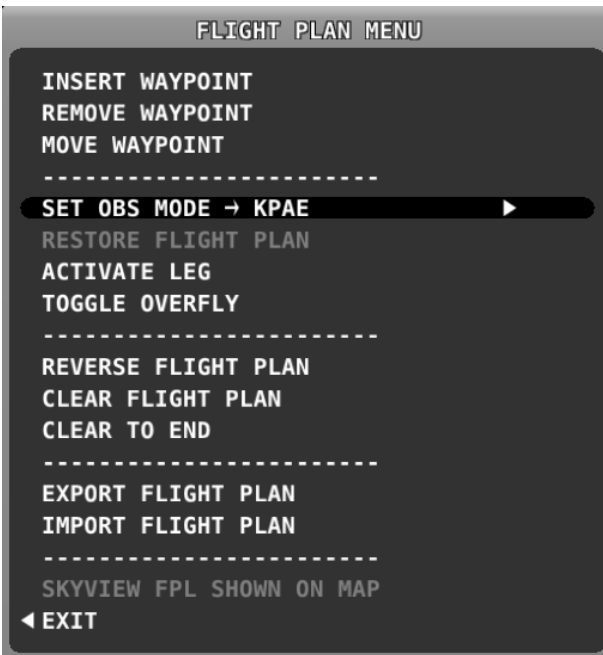 FLIGHT PLAN MENU
INSERT WAYPOINT
REMOVE WAYPOINT
MOVE WAYPOINT
-------------------------
SET OBS MODE → KPAE ▶
RESTORE FLIGHT PLAN
ACTIVATE LEG
TOGGLE OVERFLY
-------------------------
REVERSE FLIGHT PLAN
CLEAR FLIGHT PLAN
CLEAR TO END
-------------------------
EXPORT FLIGHT PLAN
IMPORT FLIGHT PLAN
-------------------------
SKYVIEW FPL SHOWN ON MAP
◀ EXIT